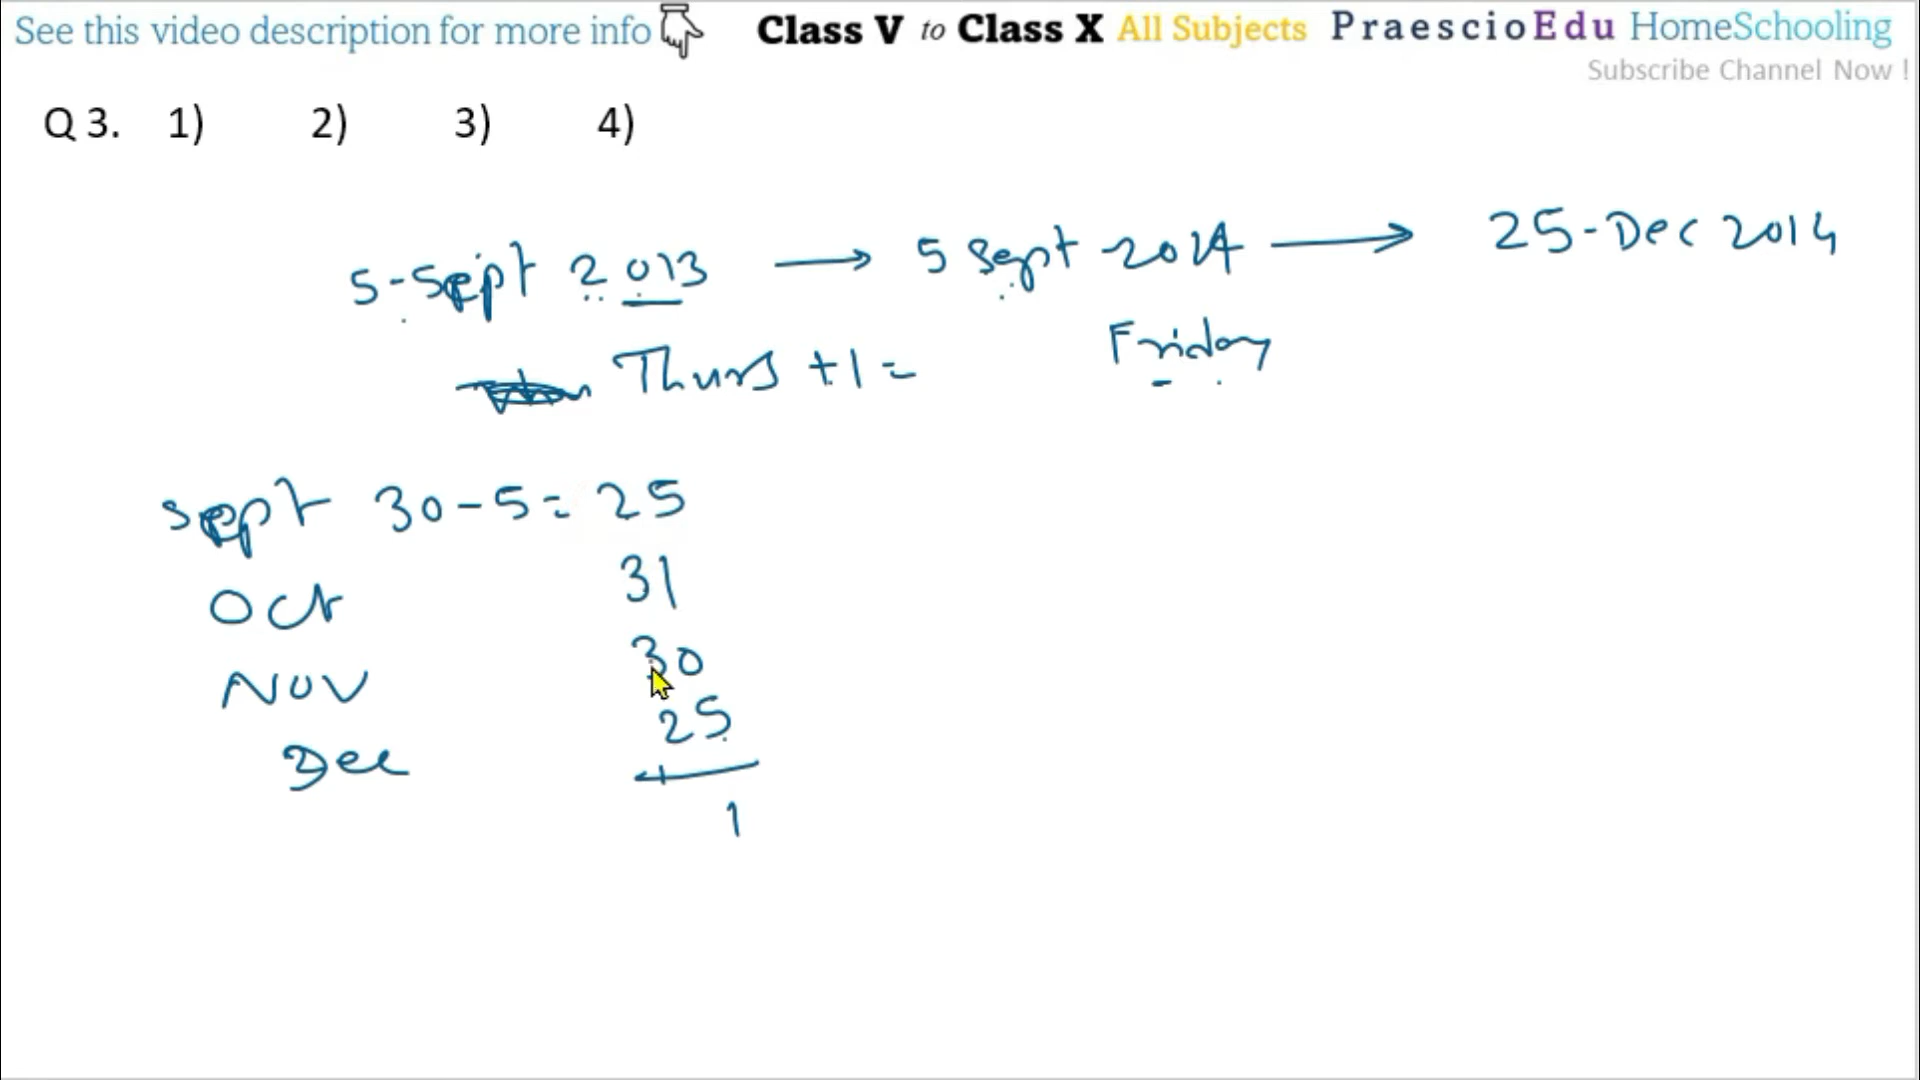 See this video description for more info Class V to Class X All Subjects PraescioEdu HomeSchooling
Subscribe Channel Now !
Q 3. 1) 2) 3) 4)
5-Sept 2013 → 5 Sept 2014 → 25-Dec 2014
Thurs +1 = Friday
Sept 30-5= 25
Oct 31
Nov 30
Dec 25
1